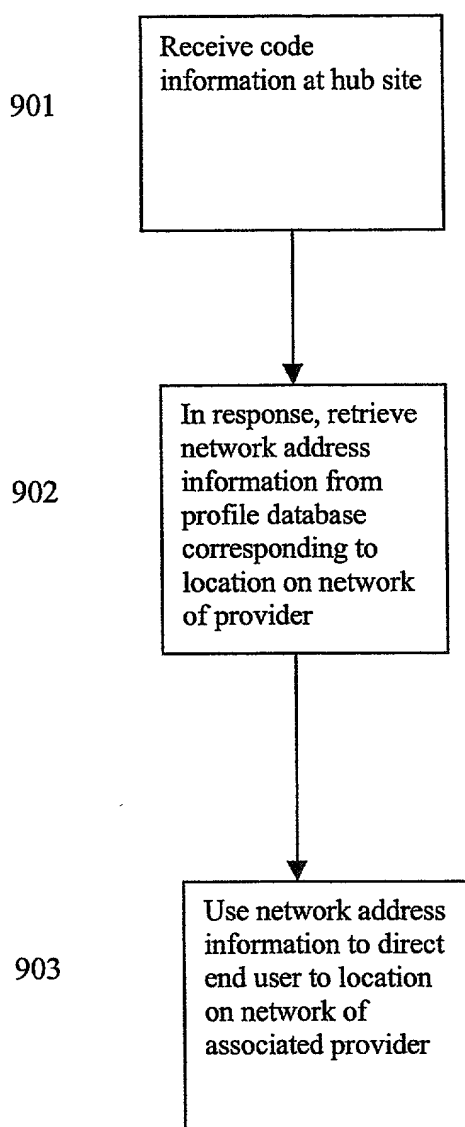 901
Receive code
information at hub site
902
In response, retrieve
network address
information from
profile database
corresponding to
location on network
of provider
903
Use network address
information to direct
end user to location
on network of
associated provider